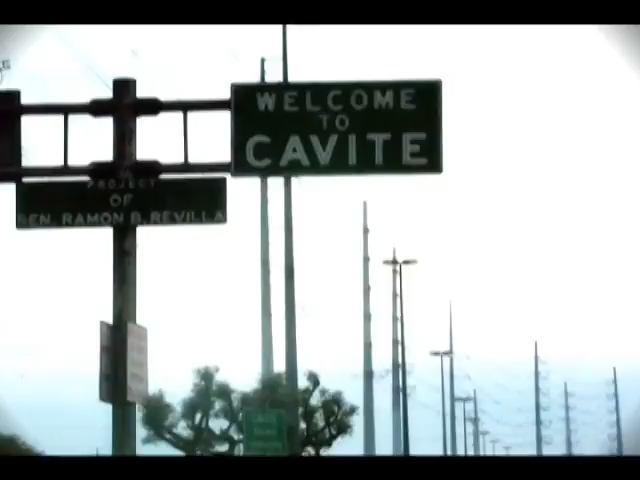 WELCOME
TO
CAVITE
PROJECT
OF
SEN. RAMON B. REVILLA